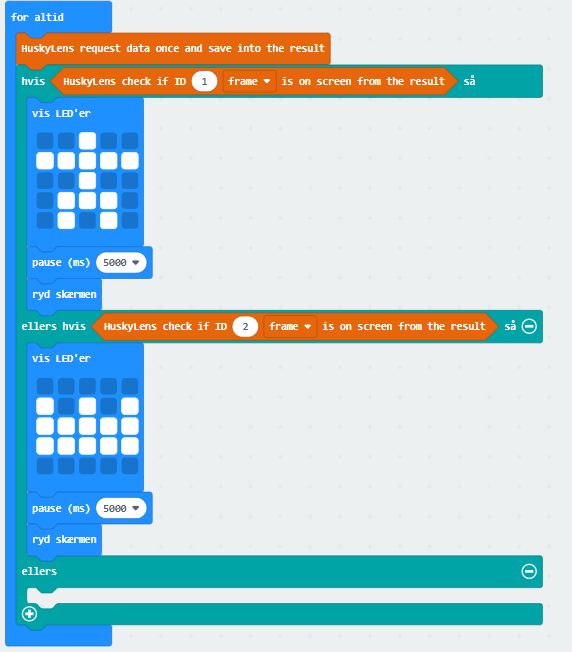 for altid
HuskyLens request data once and save into the result
hvis HuskyLens check if ID 1 frame is on screen from the result så
vis LED'er
pause (ms) 5000
ryd skærmen
ellers hvis HuskyLens check if ID 2 frame is on screen from the result så
vis LED'er
pause (ms) 5000
ryd skærmen
ellers